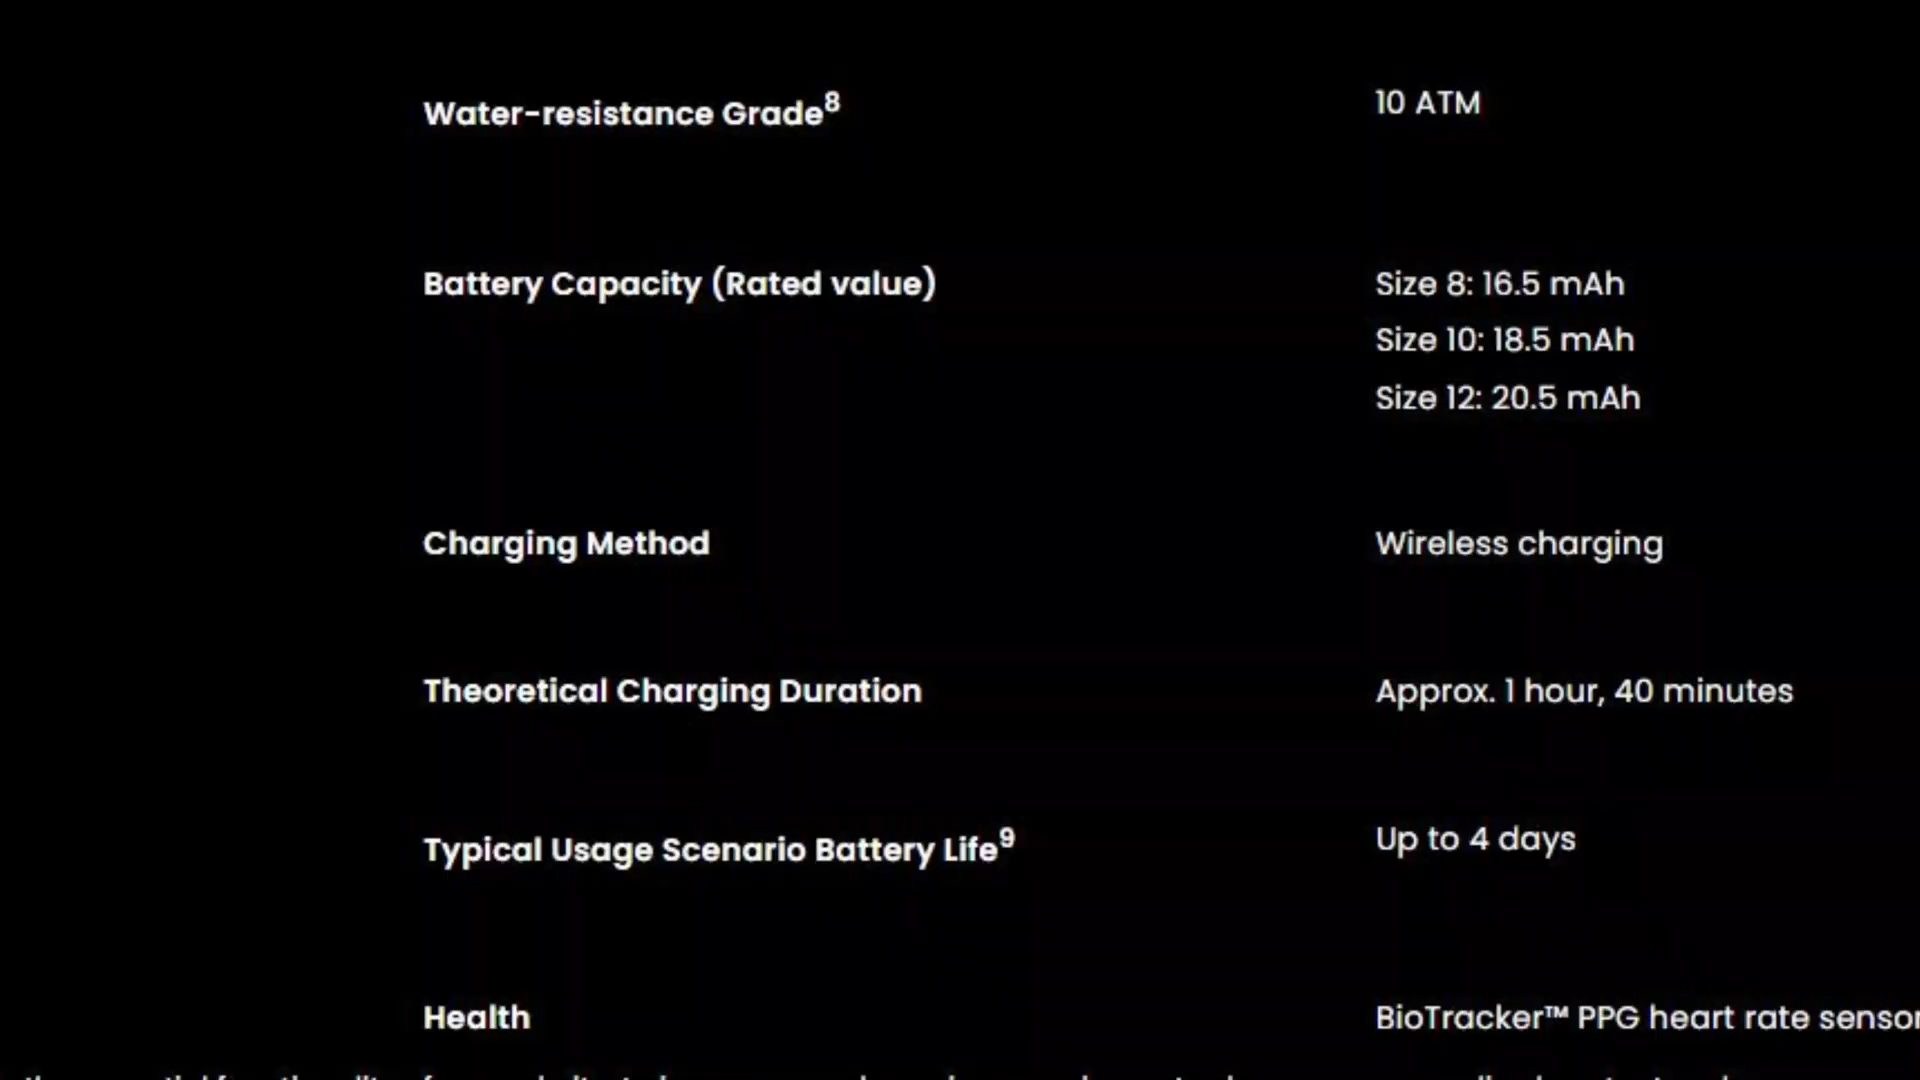 Water-resistance Grade8
10 ATM
Battery Capacity (Rated value)
Size 8: 16.5 mAh
Size 10: 18.5 mAh
Size 12: 20.5 mAh
Charging Method
Wireless charging
Theoretical Charging Duration
Approx. 1 hour, 40 minutes
Typical Usage Scenario Battery Life9
Up to 4 days
Health
BioTracker™ PPG heart rate sensor